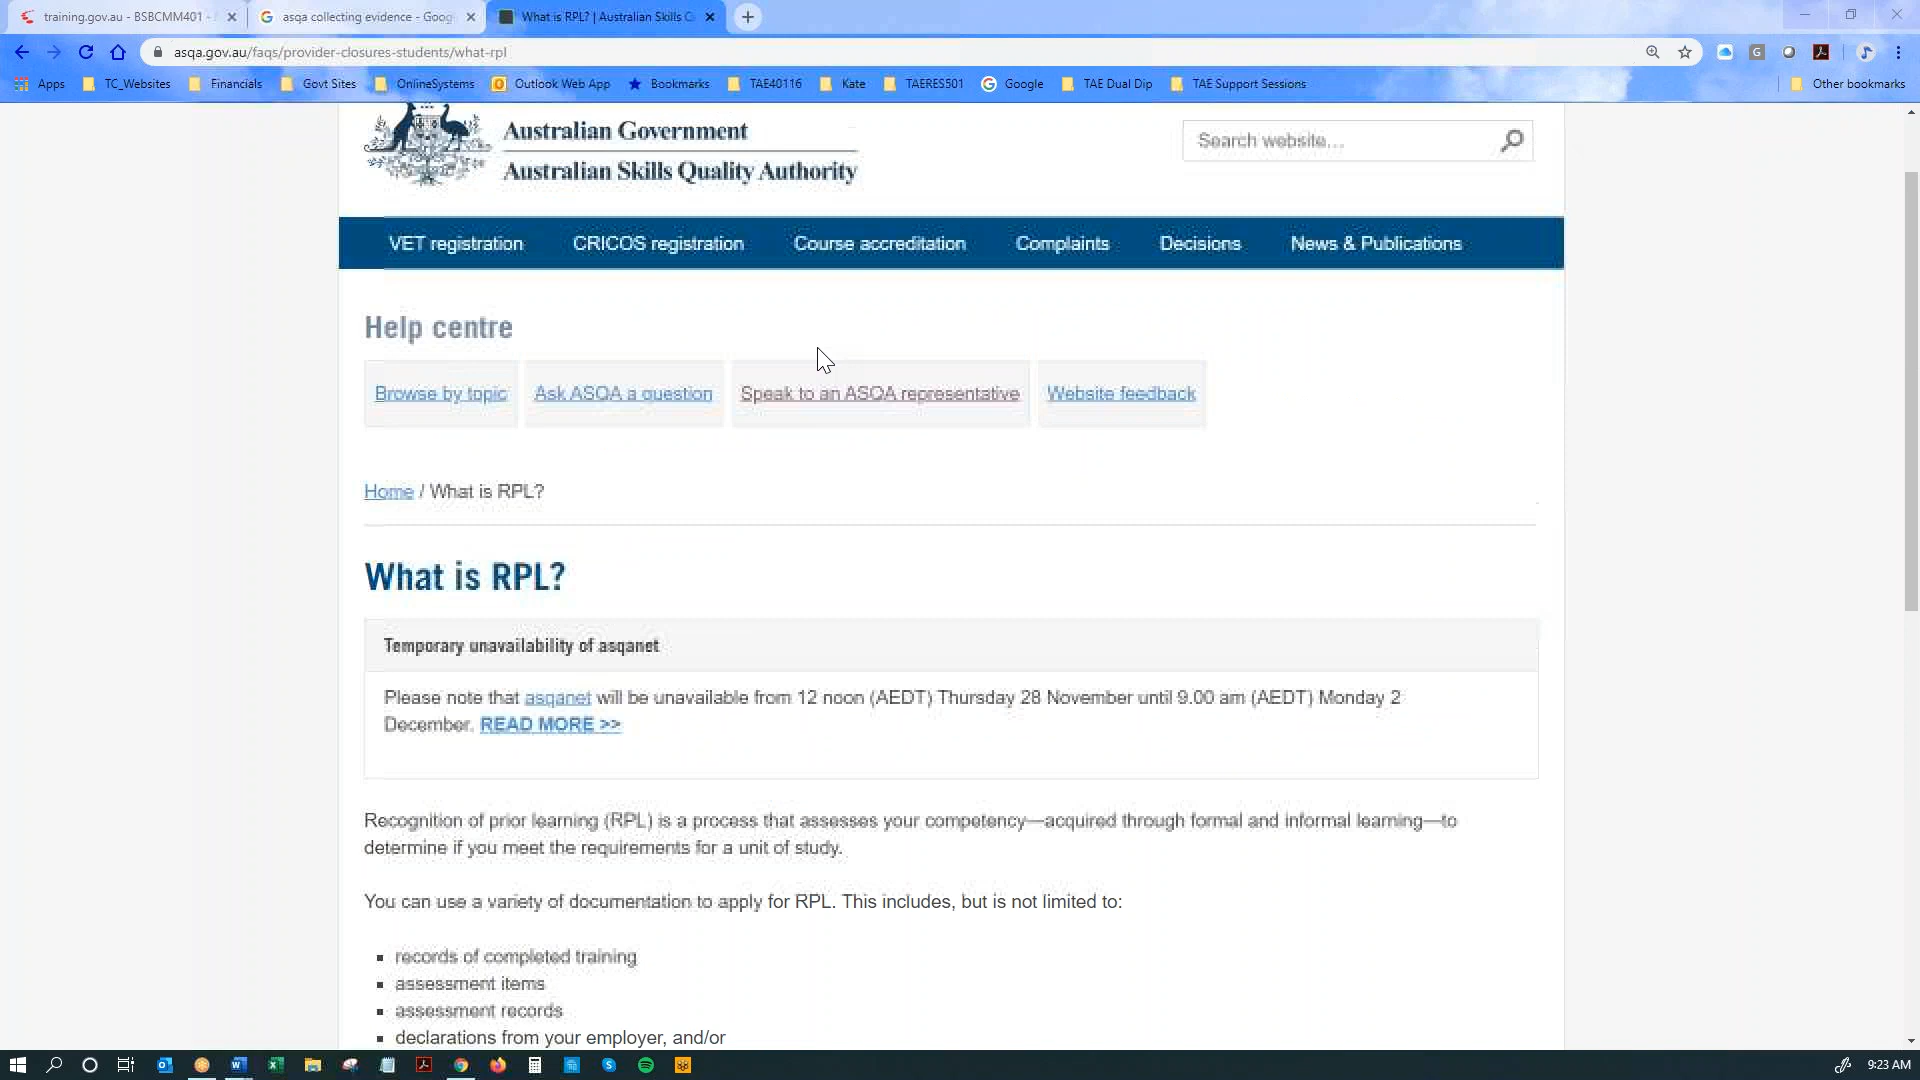 training.gov.au - BSBCMM401 -
asqa collecting evidence - Goog
What is RPL? | Australian Skills Q
asqa.gov.au/faqs/provider-closures-students/what-rpl
Apps TC_Websites Financials Govt Sites OnlineSystems Outlook Web App Bookmarks TAE40116 Kate TAERES501 Google TAE Dual Dip TAE Support Sessions Other bookmarks
Australian Government
Australian Skills Quality Authority
Search website...
VET registration CRICOS registration Course accreditation Complaints Decisions News & Publications
Help centre
Browse by topic Ask ASQA a question Speak to an ASQA representative Website feedback
Home / What is RPL?
What is RPL?
Temporary unavailability of asqanet
Please note that asqanet will be unavailable from 12 noon (AEDT) Thursday 28 November until 9.00 am (AEDT) Monday 2
December. READ MORE >>
Recognition of prior learning (RPL) is a process that assesses your competency—acquired through formal and informal learning—to
determine if you meet the requirements for a unit of study.
You can use a variety of documentation to apply for RPL. This includes, but is not limited to:
records of completed training
assessment items
assessment records
declarations from your employer, and/or
9:23 AM